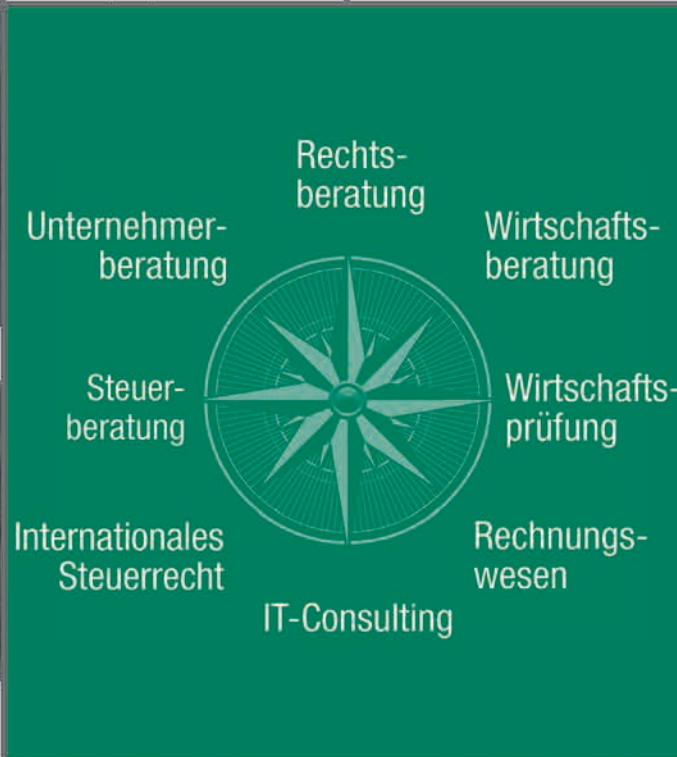 Rechts-
beratung
Unternehmer-
beratung
Wirtschafts-
beratung
Steuer-
beratung
Wirtschafts-
prüfung
Internationales
Steuerrecht
Rechnungs-
wesen
IT-Consulting